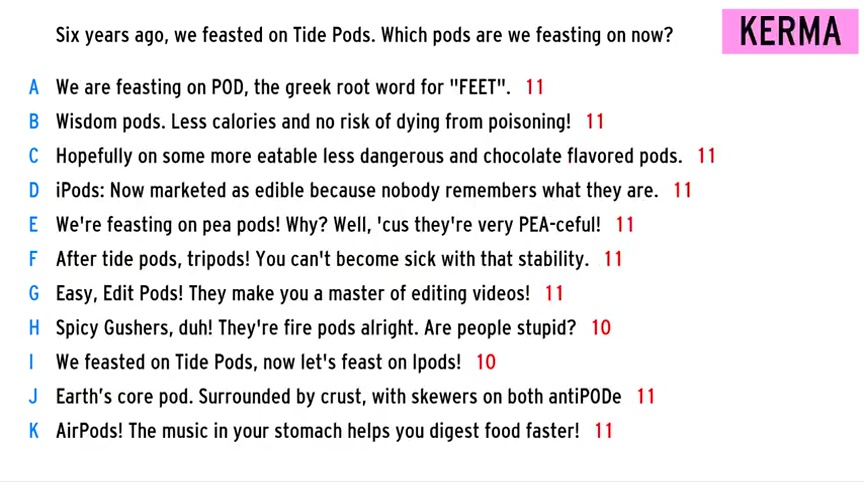 Six years ago, we feasted on Tide Pods. Which pods are we feasting on now?
KERMA
A We are feasting on POD, the greek root word for "FEET". 11
B Wisdom pods. Less calories and no risk of dying from poisoning! 11
C Hopefully on some more eatable less dangerous and chocolate flavored pods. 11
D iPods: Now marketed as edible because nobody remembers what they are. 11
E We're feasting on pea pods! Why? Well, 'cus they're very PEA-ceful! 11
F After tide pods, tripods! You can't become sick with that stability. 11
G Easy, Edit Pods! They make you a master of editing videos! 11
H Spicy Gushers, duh! They're fire pods alright. Are people stupid? 10
I We feasted on Tide Pods, now let's feast on Ipods! 10
J Earth’s core pod. Surrounded by crust, with skewers on both antiPODe 11
K AirPods! The music in your stomach helps you digest food faster! 11